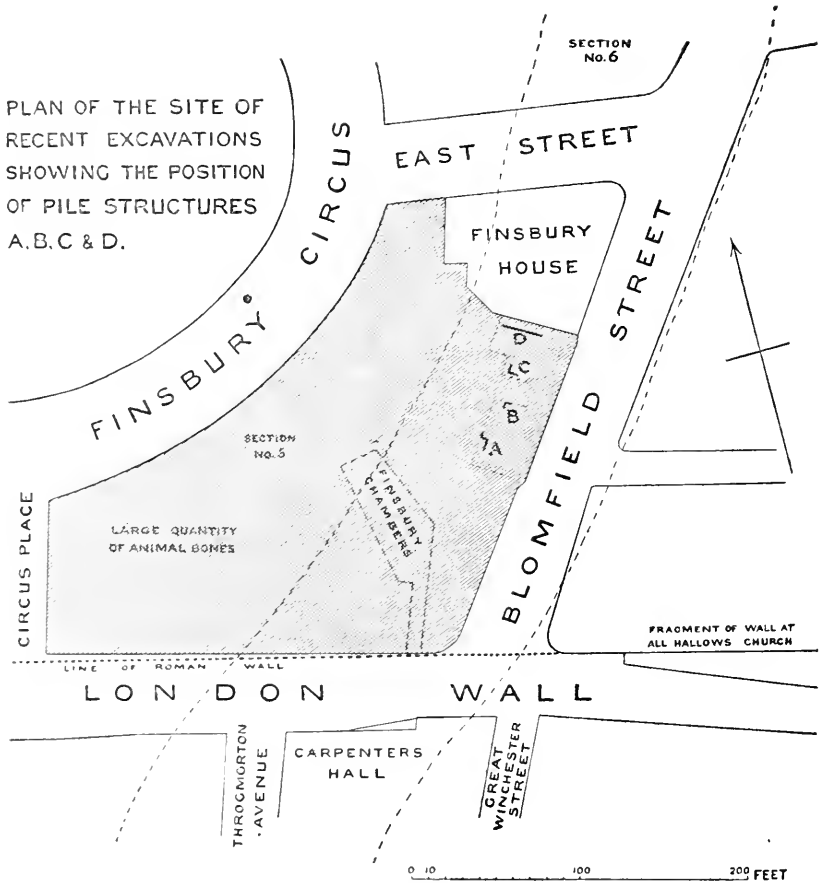 SECTION
No. 6
PLAN OF THE SITE OF
RECENT EXCAVATIONS
SHOWING THE POSITION
OF PILE STRUCTURES
A.B.C & D.
EAST STREET
FINSBURY CIRCUS
FINSBURY
HOUSE
BLOMFIELD STREET
D
C
B
A
SECTION
No. 5
FINSBURY
CHAMBERS
LARGE QUANTITY
OF ANIMAL BONES
CIRCUS PLACE
FRAGMENT OF WALL AT
ALL HALLOWS CHURCH
LINE OF ROMAN WALL
LONDON WALL
THROGMORTON
AVENUE
CARPENTERS
HALL
GREAT
WINCHESTER
STREET
0 10 100 200 FEET